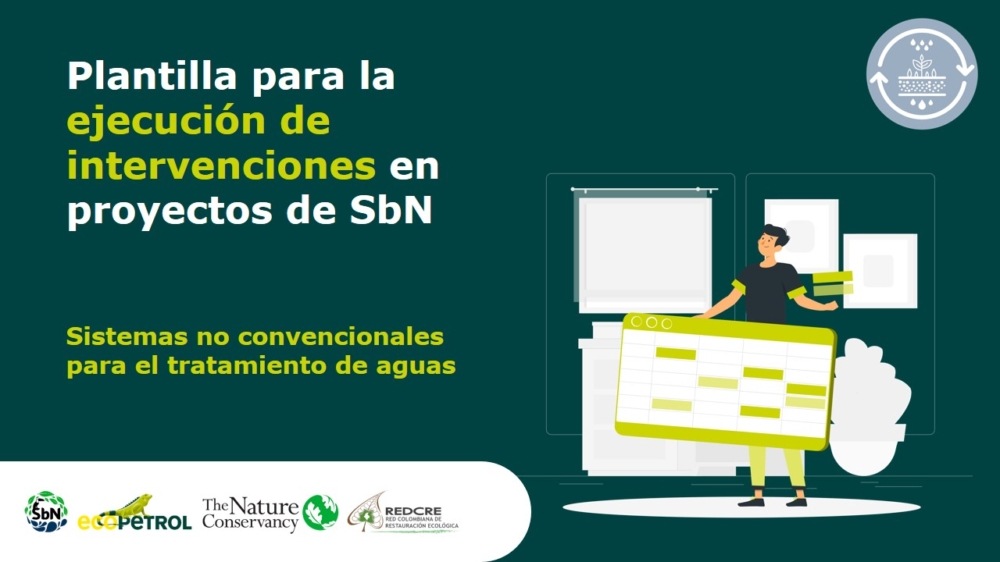 Plantilla para la
ejecución de
intervenciones en
proyectos de SbN
Sistemas no convencionales
para el tratamiento de aguas
SbN
ecopetrol
The Nature
Conservancy
REDCRE
RED COLOMBIANA DE
RESTAURACIÓN ECOLÓGICA